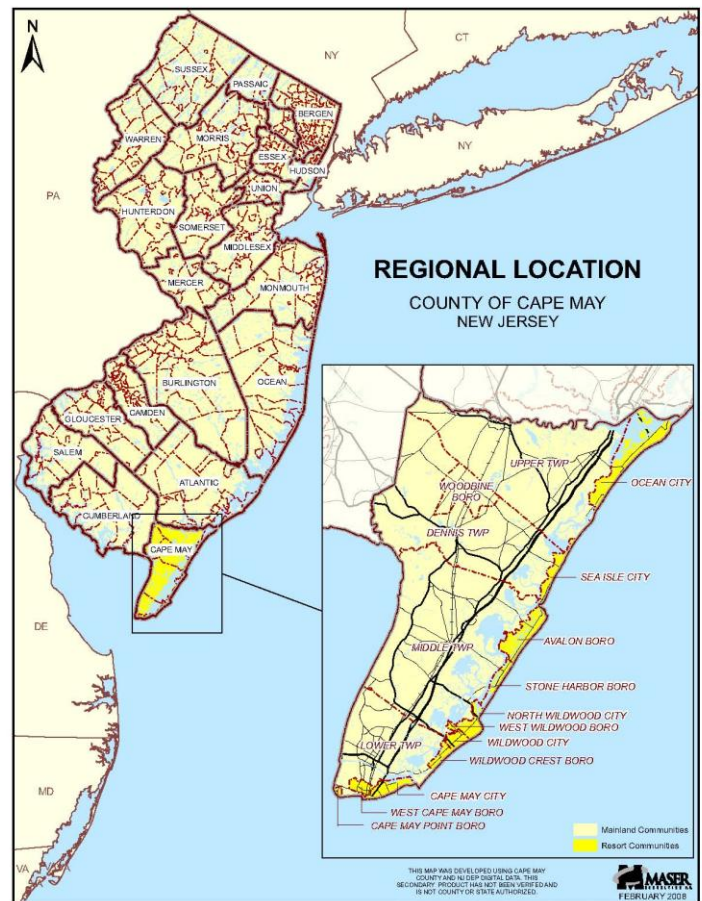 N
NY
CT
SUSSEX
PASSAIC
BERGEN
WARREN
MORRIS
ESSEX
NY
HUDSON
PA
UNION
HUNTERDON
SOMERSET
MIDDLESEX
MERCER
MONMOUTH
REGIONAL LOCATION
COUNTY OF CAPE MAY
NEW JERSEY
BURLINGTON
OCEAN
GLOUCESTER
CAMDEN
SALEM
ATLANTIC
CUMBERLAND
CAPE MAY
DE
MD
VA
VA
UPPER TWP
OCEAN CITY
WOODBINE
BORO
DENNIS TWP
SEA ISLE CITY
AVALON BORO
MIDDLE TWP
STONE HARBOR BORO
NORTH WILDWOOD CITY
WEST WILDWOOD BORO
WILDWOOD CITY
LOWER TWP
WILDWOOD CREST BORO
CAPE MAY CITY
WEST CAPE MAY BORO
CAPE MAY POINT BORO
Mainland Communities
Resort Communities
THIS MAP WAS DEVELOPED USING CAPE MAY
COUNTY AND NJ DEP DIGITAL DATA. THIS
SECONDARY PRODUCT HAS NOT BEEN VERIFED AND
IS NOT COUNTY OR STATE AUTHORIZED.
MASER
FEBRUARY 2008